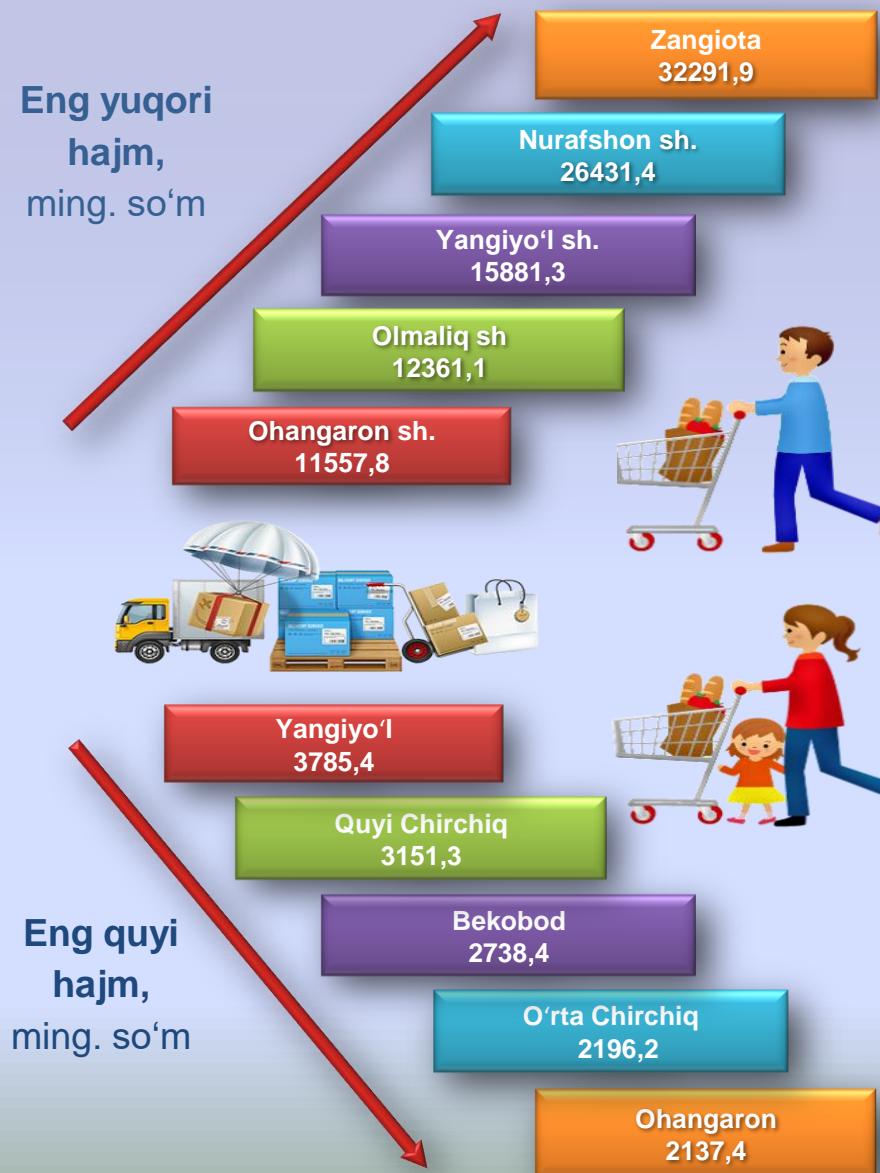 Eng yuqori
hajm,
ming. so‘m
Zangiota
32291,9
Nurafshon sh.
26431,4
Yangiyo‘l sh.
15881,3
Olmaliq sh
12361,1
Ohangaron sh.
11557,8
Yangiyo‘l
3785,4
Quyi Chirchiq
3151,3
Bekobod
2738,4
O‘rta Chirchiq
2196,2
Ohangaron
2137,4
Eng quyi
hajm,
ming. so‘m